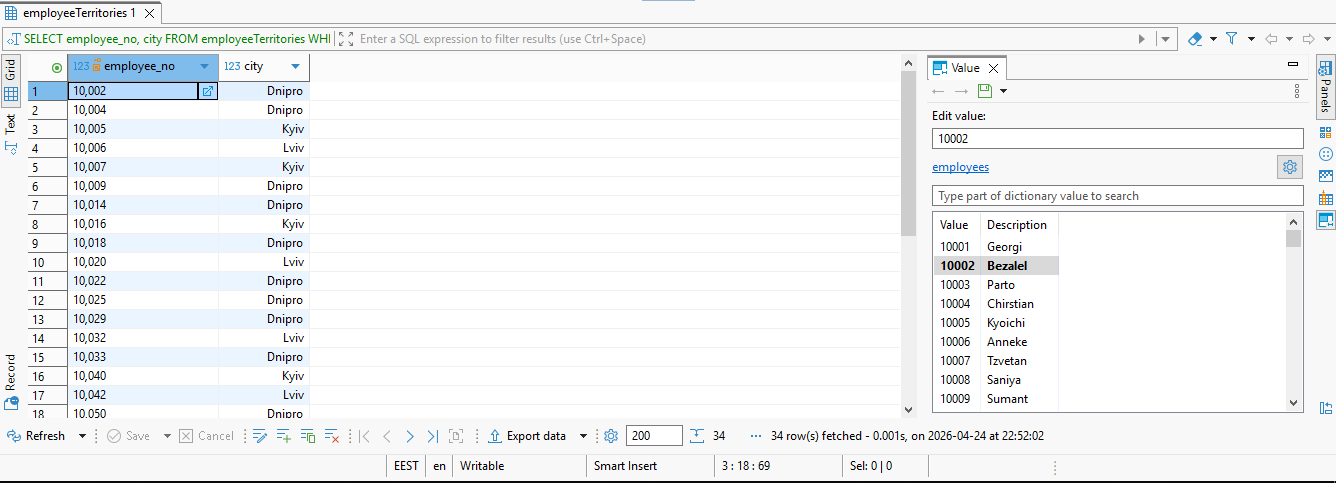 employeeTerritories 1
SELECT employee_no, city FROM employeeTerritories WHI
Enter a SQL expression to filter results (use Ctrl+Space)
Grid
Text
Record
123 employee_no 123 city
1 10,002 Dnipro
2 10,004 Dnipro
3 10,005 Kyiv
4 10,006 Lviv
5 10,007 Kyiv
6 10,009 Dnipro
7 10,014 Dnipro
8 10,016 Kyiv
9 10,018 Dnipro
10 10,020 Lviv
11 10,022 Dnipro
12 10,025 Dnipro
13 10,029 Dnipro
14 10,032 Lviv
15 10,033 Dnipro
16 10,040 Kyiv
17 10,042 Lviv
18 10,050 Dnipro
Value
Edit value:
10002
employees
Type part of dictionary value to search
Value Description
10001 Georgi
10002 Bezalel
10003 Parto
10004 Chirstian
10005 Kyoichi
10006 Anneke
10007 Tzvetan
10008 Saniya
10009 Sumant
Panels
Refresh Save Cancel Export data 200 34 34 row(s) fetched - 0.001s, on 2026-04-24 at 22:52:02
EEST en Writable Smart Insert 3 : 18 : 69 Sel: 0 | 0